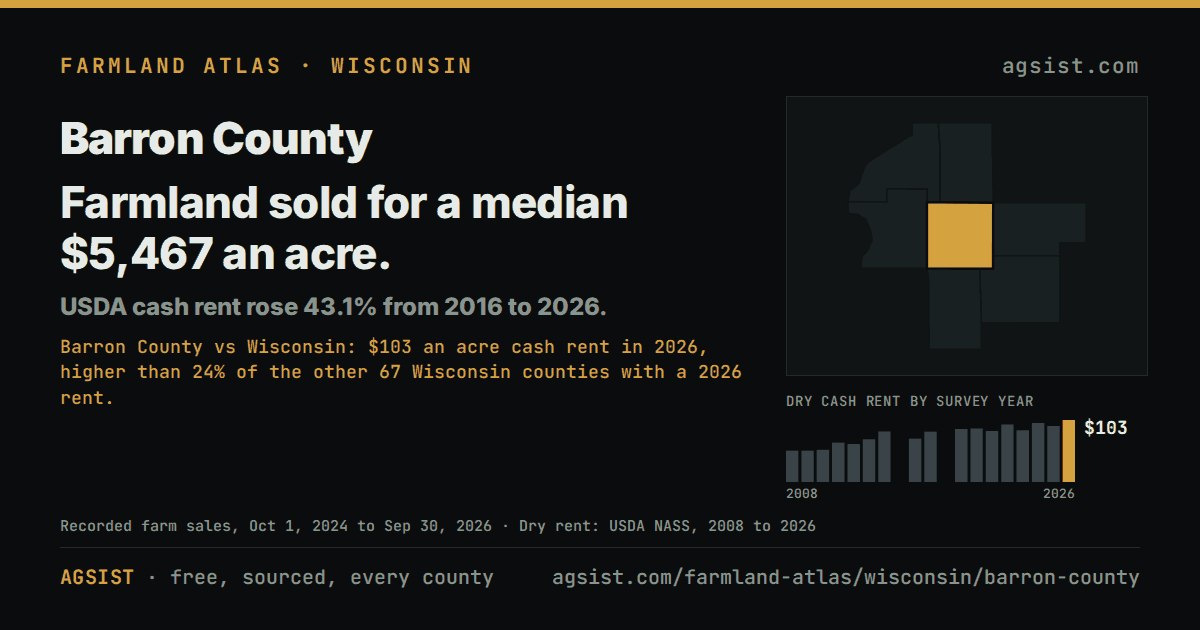 FARMLAND ATLAS · WISCONSIN
agsist.com
Barron County
Farmland sold for a median
$5,467 an acre.
USDA cash rent rose 43.1% from 2016 to 2026.
Barron County vs Wisconsin: $103 an acre cash rent in 2026,
higher than 24% of the other 67 Wisconsin counties with a 2026
rent.
DRY CASH RENT BY SURVEY YEAR
$103
2008
2026
Recorded farm sales, Oct 1, 2024 to Sep 30, 2026 · Dry rent: USDA NASS, 2008 to 2026
AGSIST · free, sourced, every county
agsist.com/farmland-atlas/wisconsin/barron-county